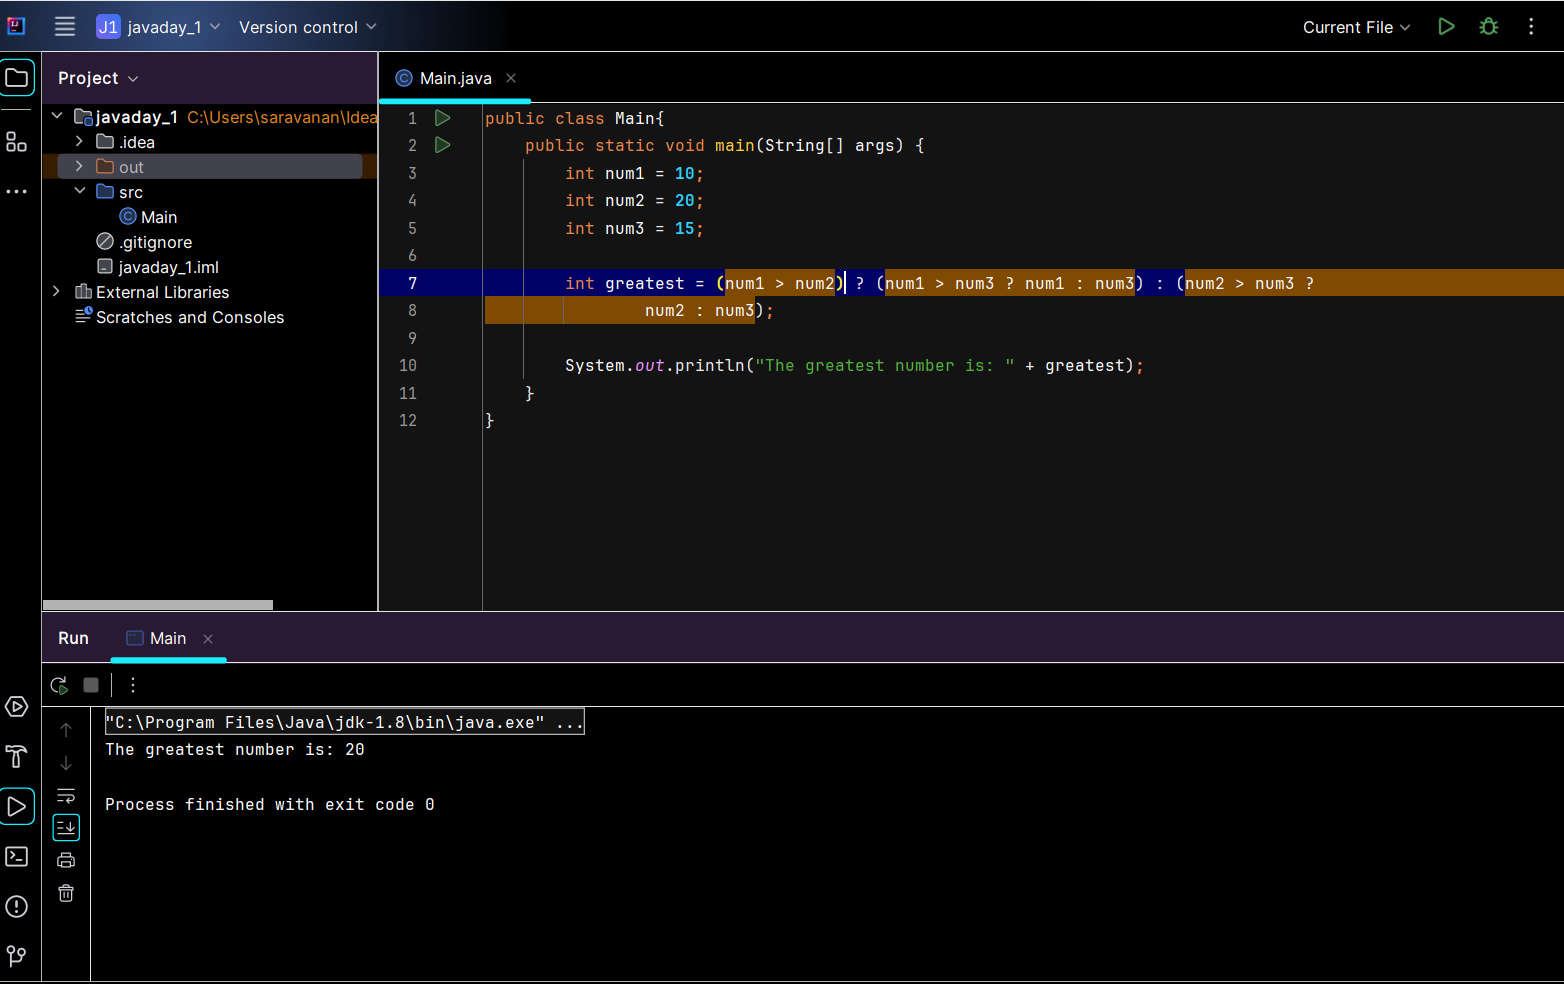 J1 javaday_1 Version control Current File
Project
Main.java
javaday_1 C:\Users\saravanan\Idea
.idea
out
src
Main
.gitignore
javaday_1.iml
External Libraries
Scratches and Consoles
1 public class Main{
2 public static void main(String[] args) {
3 int num1 = 10;
4 int num2 = 20;
5 int num3 = 15;
6
7 int greatest = (num1 > num2) ? (num1 > num3 ? num1 : num3) : (num2 > num3 ?
8 num2 : num3);
9
10 System.out.println("The greatest number is: " + greatest);
11 }
12 }
Run Main
"C:\Program Files\Java\jdk-1.8\bin\java.exe" ...
The greatest number is: 20
Process finished with exit code 0